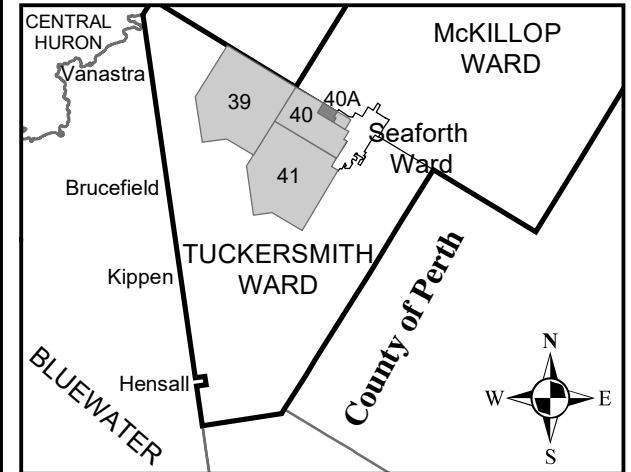 CENTRAL
HURON
McKILLOP
WARD
Vanastra
39
40
40A
Seaforth
Ward
41
Brucefield
TUCKERSMITH
WARD
Kippen
County of Perth
Hensall
BLUEWATER
N
W
E
S